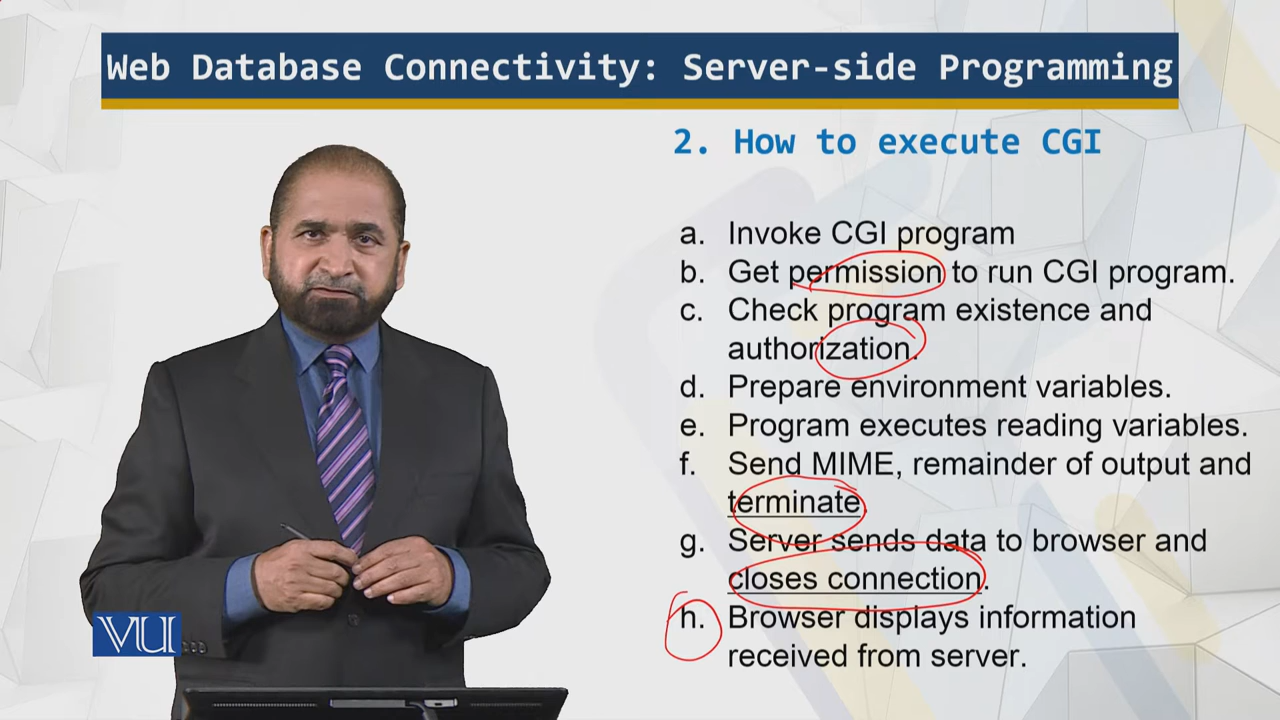 Web Database Connectivity: Server-side Programming
2. How to execute CGI
a. Invoke CGI program
b. Get permission to run CGI program.
c. Check program existence and
authorization.
d. Prepare environment variables.
e. Program executes reading variables.
f. Send MIME, remainder of output and
terminate.
g. Server sends data to browser and
closes connection.
h. Browser displays information
received from server.
VU